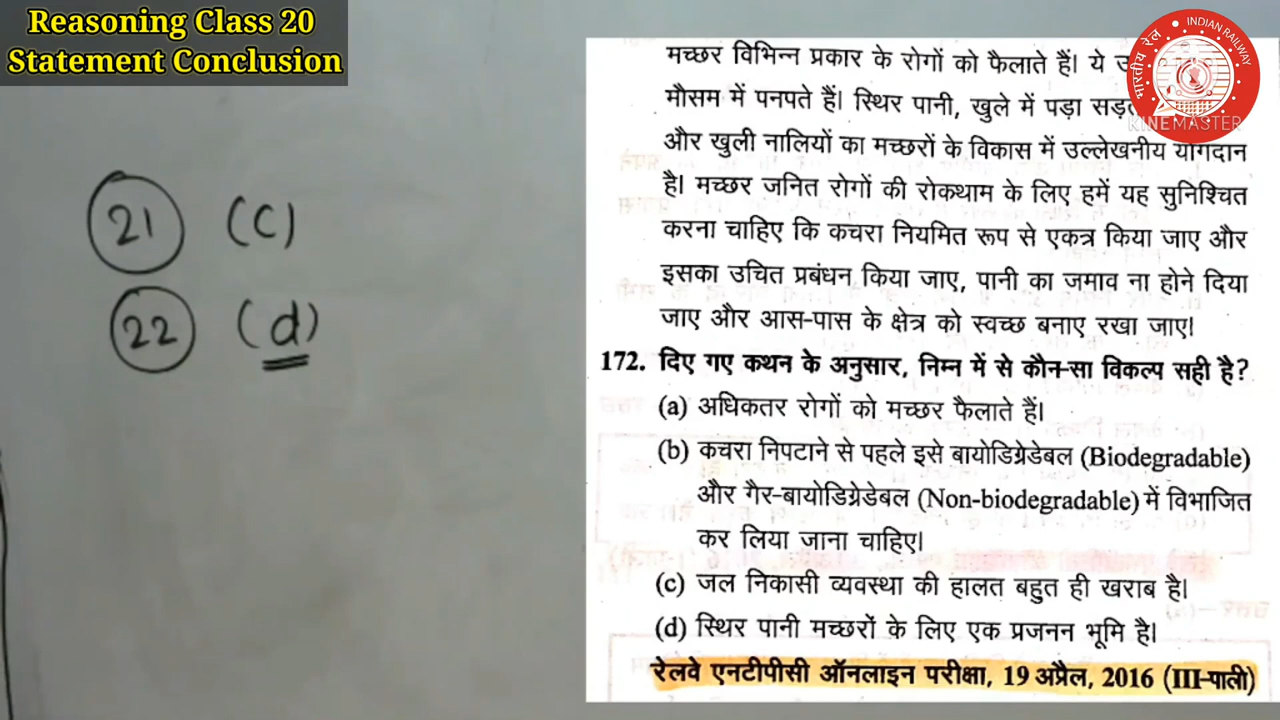 Reasoning Class 20
Statement Conclusion
21 (C)
22 (d)
मच्छर विभिन्न प्रकार के रोगों को फैलाते हैं। ये
मौसम में पनपते हैं। स्थिर पानी, खुले में पड़ा
और खुली नालियों का मच्छरों के विकास में उल्लेखनीय योगदान
है। मच्छर जनित रोगों की रोकथाम के लिए हमें यह सुनिश्चित
करना चाहिए कि कचरा नियमित रूप से एकत्र किया जाए और
इसका उचित प्रबंधन किया जाए, पानी का जमाव ना होने दिया
जाए और आस-पास के क्षेत्र को स्वच्छ बनाए रखा जाए।
172. दिए गए कथन के अनुसार, निम्न में से कौन-सा विकल्प सही है?
(a) अधिकतर रोगों को मच्छर फैलाते हैं।
(b) कचरा निपटाने से पहले इसे बायोडिग्रेडेबल (Biodegradable)
और गैर-बायोडिग्रेडेबल (Non-biodegradable) में विभाजित
कर लिया जाना चाहिए।
(c) जल निकासी व्यवस्था की हालत बहुत ही खराब है।
(d) स्थिर पानी मच्छरों के लिए एक प्रजनन भूमि है।
रेलवे एनटीपीसी ऑनलाइन परीक्षा, 19 अप्रैल, 2016 (III-पाली)
भारतीय रेल
INDIAN RAILWAY
KINEMASTER